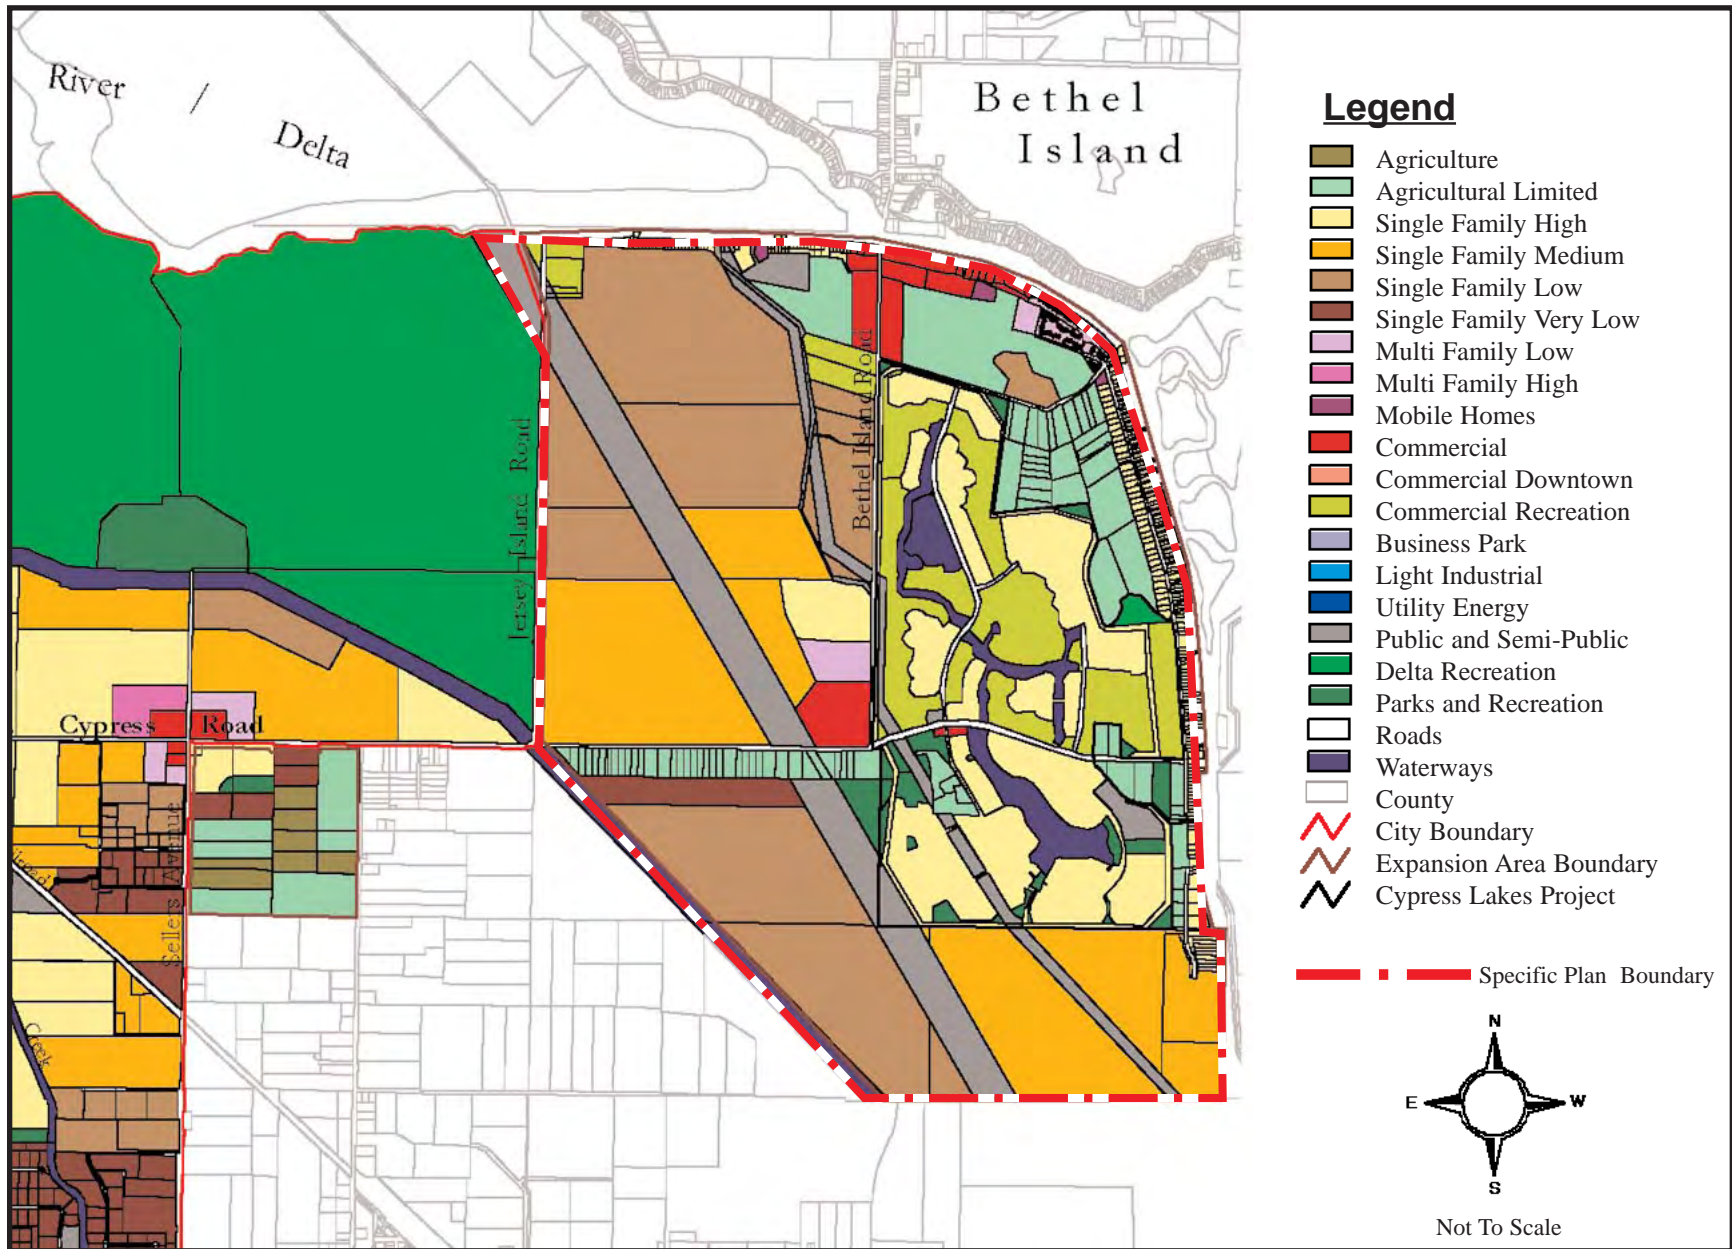 River
/
Delta
Bethel
Island
Jersey Island Road
Bethel Island Road
Cypress Road
Sellers Avenue
Creek
Legend
Agriculture
Agricultural Limited
Single Family High
Single Family Medium
Single Family Low
Single Family Very Low
Multi Family Low
Multi Family High
Mobile Homes
Commercial
Commercial Downtown
Commercial Recreation
Business Park
Light Industrial
Utility Energy
Public and Semi-Public
Delta Recreation
Parks and Recreation
Roads
Waterways
County
City Boundary
Expansion Area Boundary
Cypress Lakes Project
Specific Plan Boundary
N
E
W
S
Not To Scale